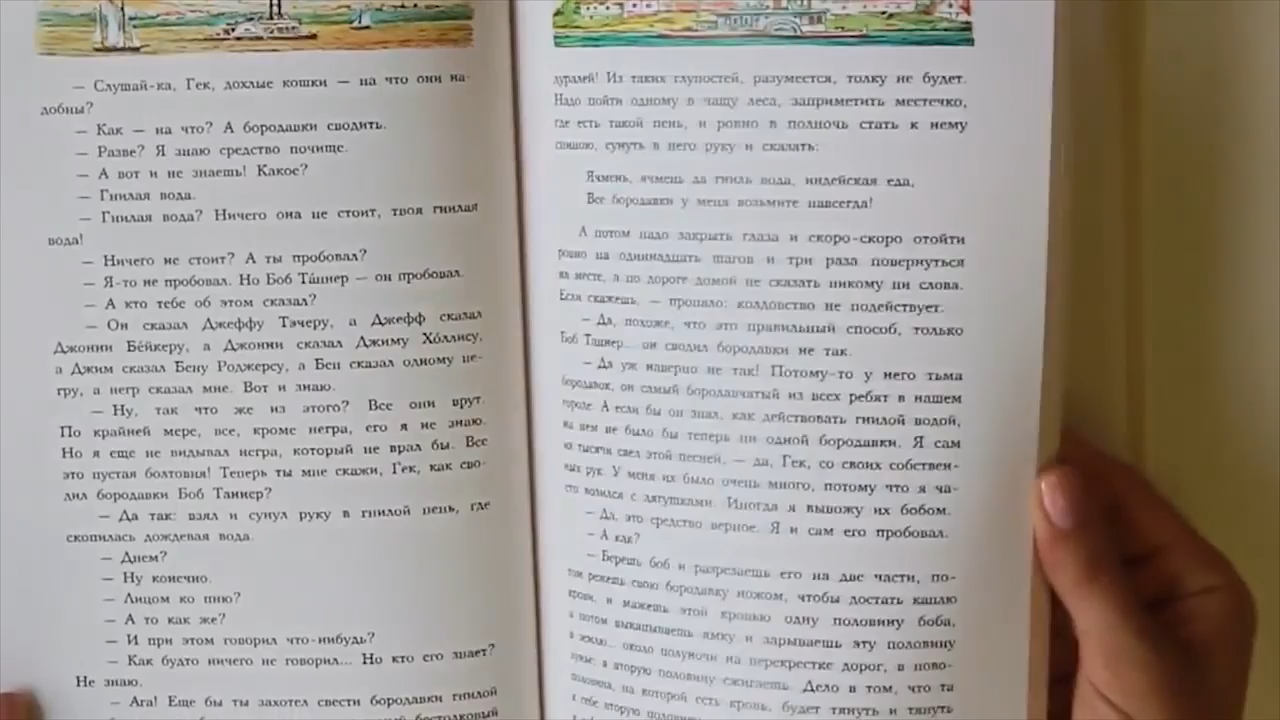 — Слушай-ка, Гек, дохлые кошки — на что они на-
добны?
— Как — на что? А бородавки сводить.
— Разве? Я знаю средство почище.
— А вот и не знаешь! Какое?
— Гнилая вода.
— Гнилая вода? Ничего она не стоит, твоя гнилая
вода!
— Ничего не стоит? А ты пробовал?
— Я-то не пробовал. Но Боб Та́ннер — он пробовал.
— А кто тебе об этом сказал?
— Он сказал Джеффу Тэчеру, а Джефф сказал
Джонни Бе́йкеру, а Джонни сказал Джиму Хо́ллису,
а Джим сказал Бену Роджерсу, а Бен сказал одному не-
гру, а негр сказал мне. Вот и знаю.
— Ну, так что же из этого? Все они врут.
По крайней мере, все, кроме негра, его я не знаю.
Но я еще не видывал негра, который не врал бы. Все
это пустая болтовня! Теперь ты мне скажи, Гек, как сво-
дил бородавки Боб Таннер?
— Да так: взял и сунул руку в гнилой пень, где
скопилась дождевая вода.
— Днем?
— Ну конечно.
— Лицом ко пню?
— А то как же?
— И при этом говорил что-нибудь?
— Как будто ничего не говорил... Но кто его знает?
Не знаю.
— Ага! Еще бы ты захотел свести бородавки гнилой
бестолковый
дуралей! Из таких глупостей, разумеется, толку не будет.
Надо пойти одному в чащу леса, заприметить местечко,
где есть такой пень, и ровно в полночь стать к нему
спиною, сунуть в него руку и сказать:
Ячмень, ячмень да гниль вода, индейская еда,
Все бородавки у меня возьмите навсегда!
А потом надо закрыть глаза и скоро-скоро отойти
ровно на одиннадцать шагов и три раза повернуться
на месте, а по дороге домой не сказать никому ни слова.
Если скажешь, — пропало: колдовство не подействует.
— Да, похоже, что это правильный способ, только
Боб Таннер... он сводил бородавки не так.
— Да уж наверно не так! Потому-то у него тьма
бородавок, он самый бородавчатый из всех ребят в нашем
городе. А если бы он знал, как действовать гнилой водой,
на нем не было бы теперь ни одной бородавки. Я сам
их тысячи свел этой песней, — да, Гек, со своих собствен-
ных рук. У меня их было очень много, потому что я ча-
сто возился с лягушками. Иногда я вывожу их бобом.
— Да, это средство верное. Я и сам его пробовал.
— А как?
— Берешь боб и разрезаешь его на две части, по-
том режешь свою бородавку ножом, чтобы достать каплю
крови, и мажешь этой кровью одну половину боба,
а потом выкапываешь ямку и зарываешь эту половину
в землю... около полуночи на перекрестке дорог, в ново-
лунье, а вторую половину сжигаешь. Дело в том, что та
половина, на которой есть кровь, будет тянуть и тянуть
к себе вторую